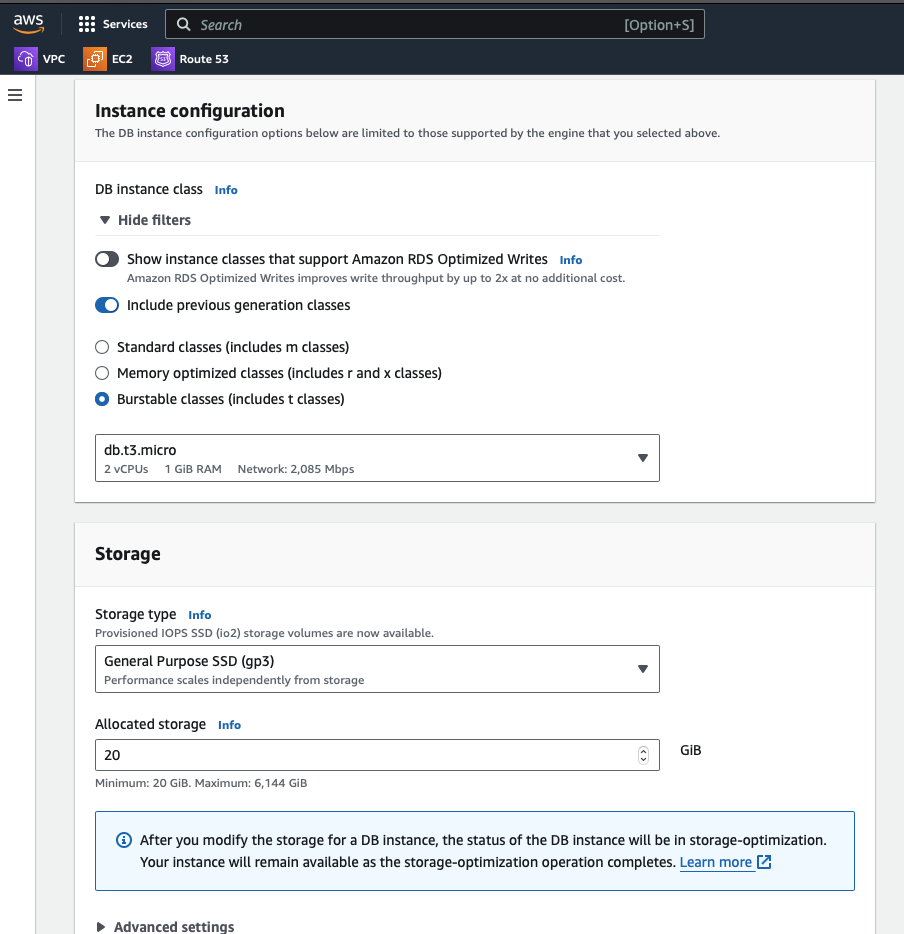 aws
Services
Search
[Option+S]
VPC
EC2
Route 53
Instance configuration
The DB instance configuration options below are limited to those supported by the engine that you selected above.
DB instance class Info
Hide filters
Show instance classes that support Amazon RDS Optimized Writes Info
Amazon RDS Optimized Writes improves write throughput by up to 2x at no additional cost.
Include previous generation classes
Standard classes (includes m classes)
Memory optimized classes (includes r and x classes)
Burstable classes (includes t classes)
db.t3.micro
2 vCPUs 1 GiB RAM Network: 2,085 Mbps
Storage
Storage type Info
Provisioned IOPS SSD (io2) storage volumes are now available.
General Purpose SSD (gp3)
Performance scales independently from storage
Allocated storage Info
20
GiB
Minimum: 20 GiB. Maximum: 6,144 GiB
After you modify the storage for a DB instance, the status of the DB instance will be in storage-optimization.
Your instance will remain available as the storage-optimization operation completes. Learn more
Advanced settings